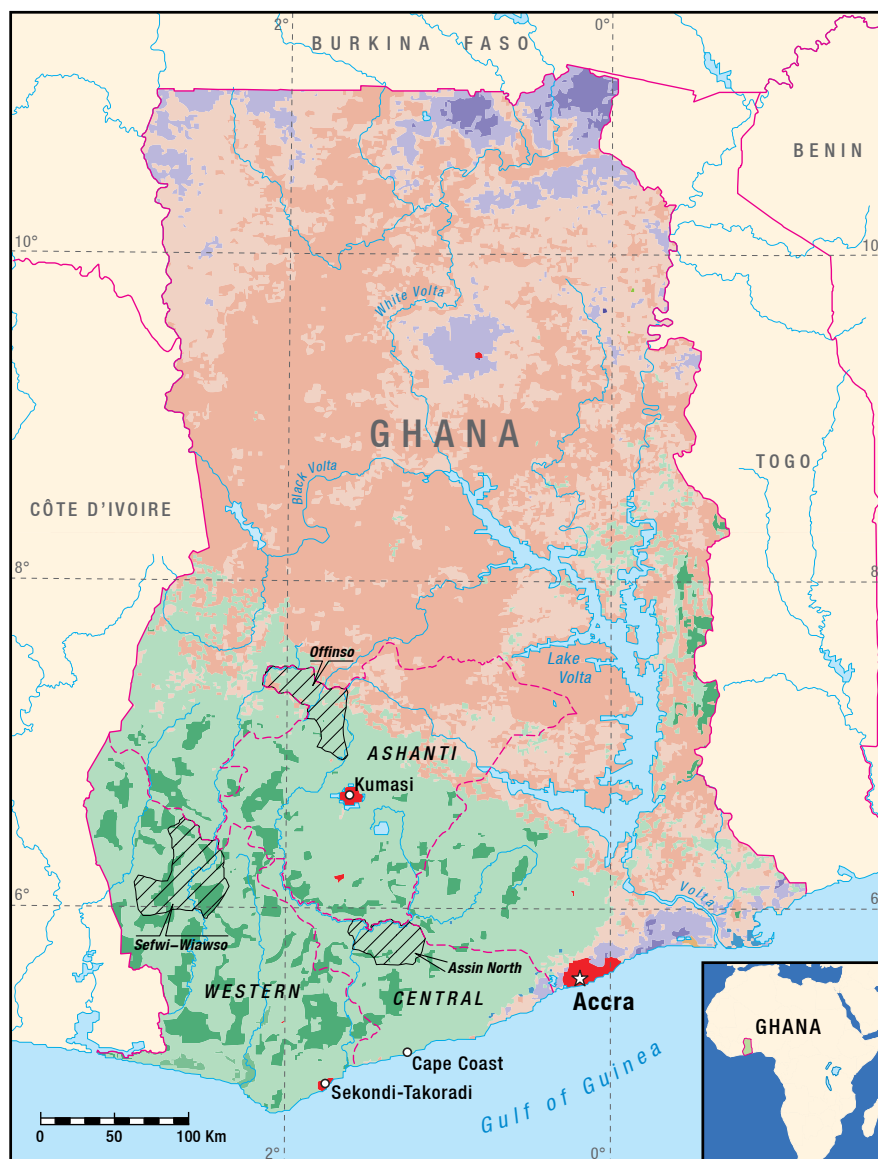 2°
0°
BURKINA FASO
BENIN
10°
10
White Volta
GHANA
Black Volta
TOGO
CÔTE D'IVOIRE
8°
8
Offinso
Lake
Volta
ASHANTI
Kumasi
6°
Volta
6
Sefwi–Wiawso
Assin North
WESTERN
CENTRAL
Accra
GHANA
Cape Coast
Sekondi-Takoradi
Gulf of Guinea
0 50 100 Km
2°
0°